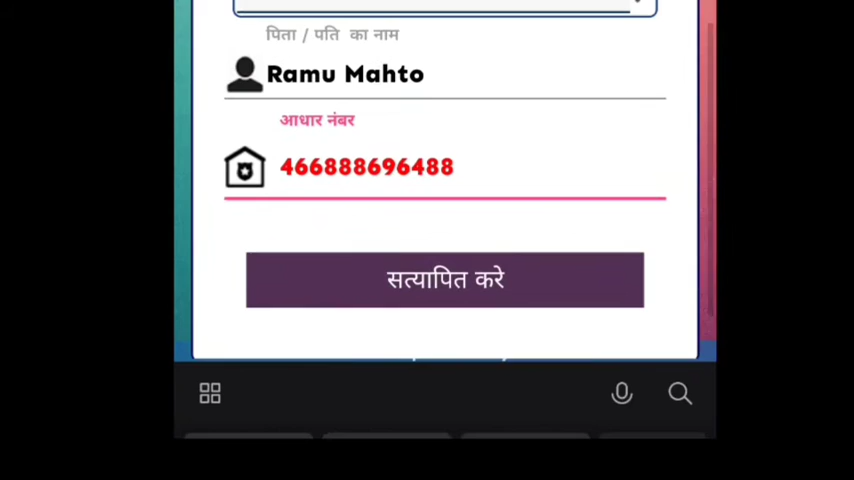 पिता / पति का नाम
Ramu Mahto
आधार नंबर
466888696488
सत्यापित करे